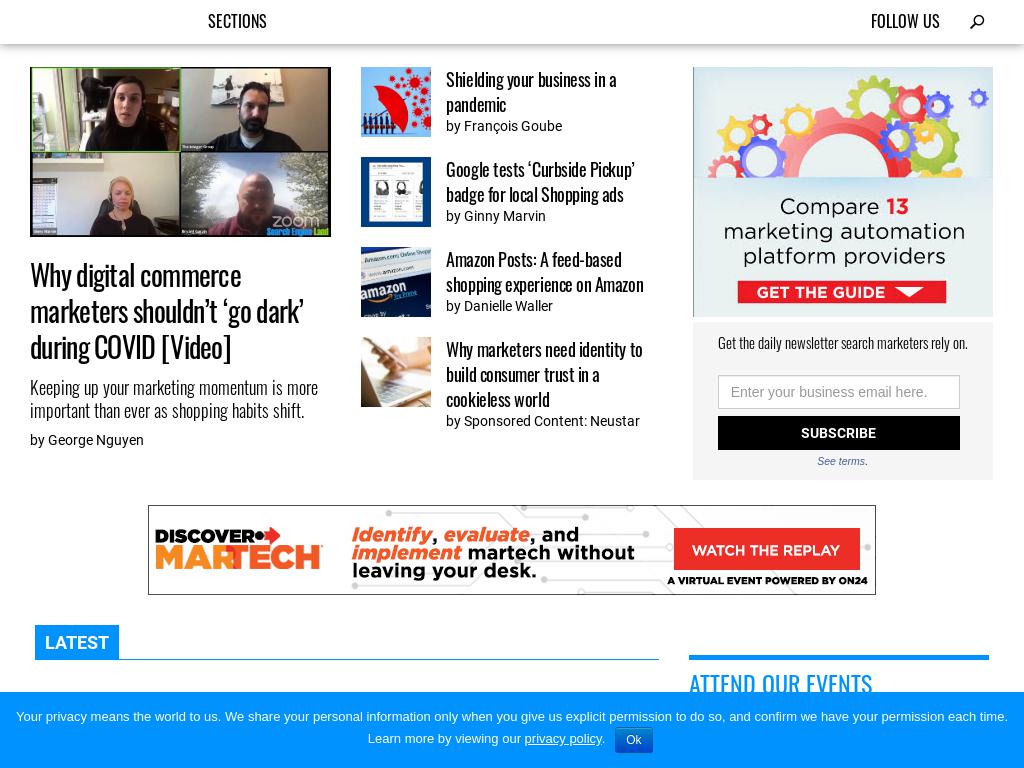 SECTIONS
FOLLOW US
zoom
Search Engine Land
Why digital commerce
marketers shouldn't 'go dark'
during COVID [Video]
Keeping up your marketing momentum is more
important than ever as shopping habits shift.
by George Nguyen
Shielding your business in a
pandemic
by François Goube
Google tests ‘Curbside Pickup’
badge for local Shopping ads
by Ginny Marvin
amazon
Amazon Posts: A feed-based
shopping experience on Amazon
by Danielle Waller
Why marketers need identity to
build consumer trust in a
cookieless world
by Sponsored Content: Neustar
Compare 13
marketing automation
platform providers
GET THE GUIDE
Get the daily newsletter search marketers rely on.
Enter your business email here.
SUBSCRIBE
See terms.
DISCOVER
MARTECH
Identify, evaluate, and
implement martech without
leaving your desk.
WATCH THE REPLAY
A VIRTUAL EVENT POWERED BY ON24
LATEST
ATTEND OUR EVENTS
Your privacy means the world to us. We share your personal information only when you give us explicit permission to do so, and confirm we have your permission each time.
Learn more by viewing our privacy policy. Ok